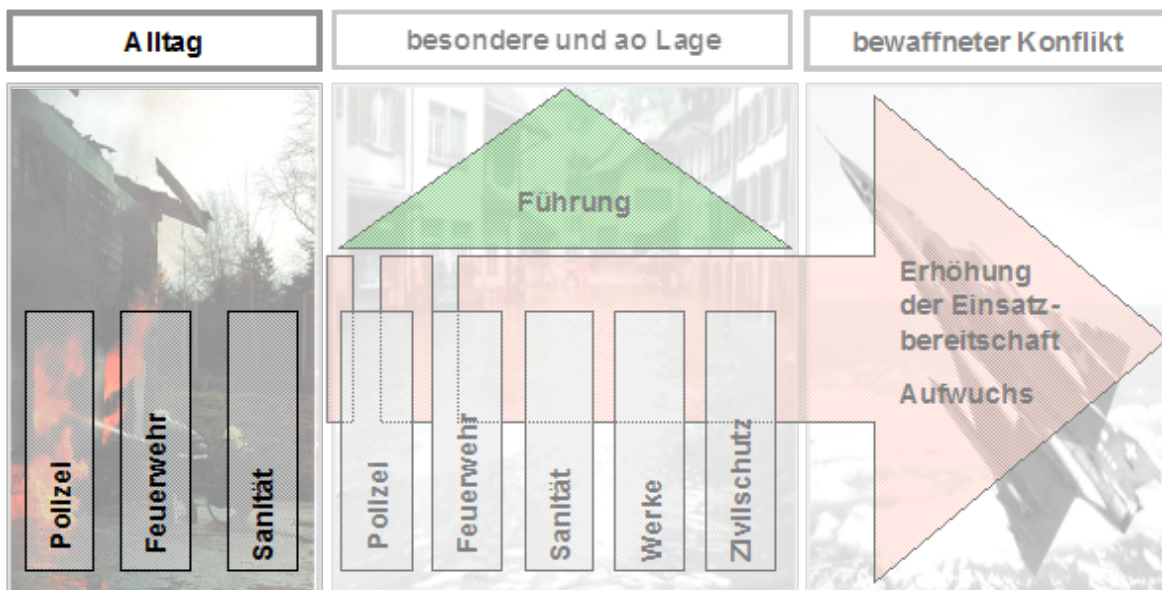 Alltag
besondere und ao Lage
bewaffneter Konflikt
Führung
Erhöhung
der Einsatz-
bereitschaft
Aufwuchs
Polizei
Feuerwehr
Sanität
Polizei
Feuerwehr
Sanität
Werke
Zivilschutz